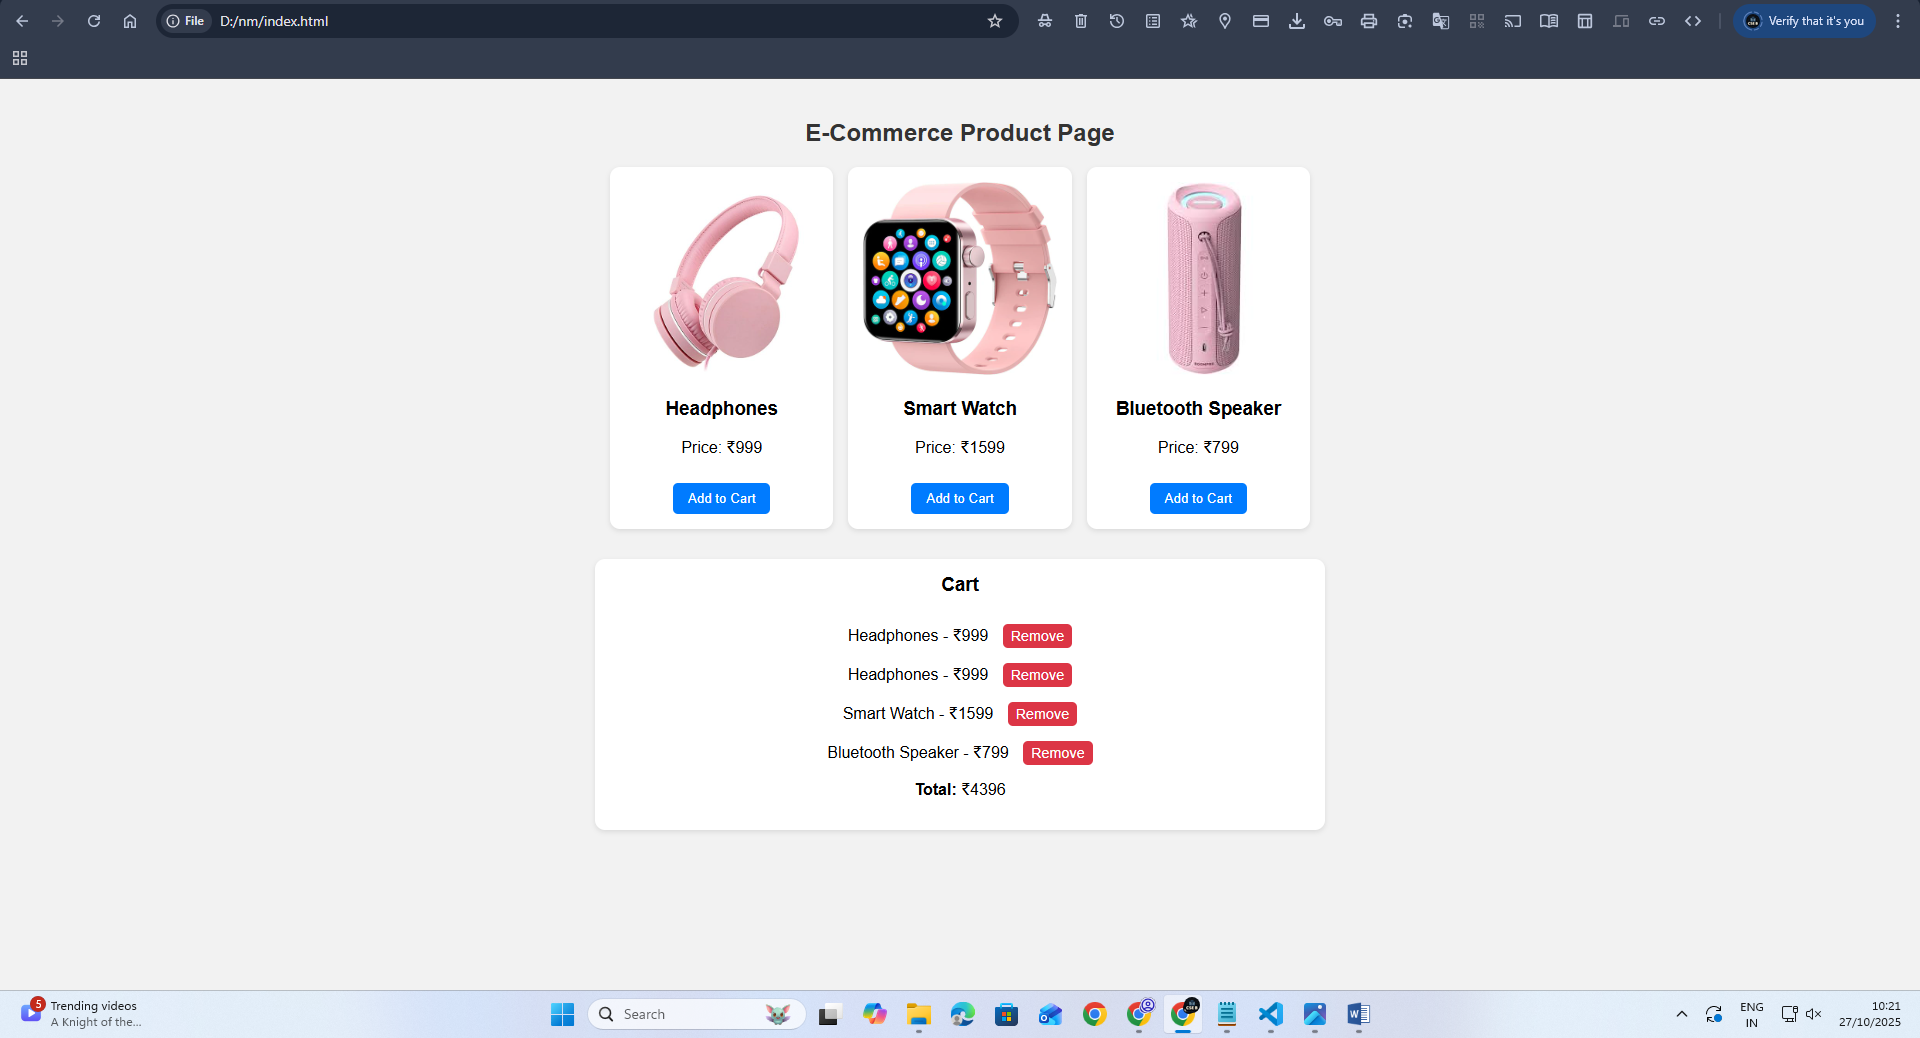 File D:/nm/index.html Verify that it's you
E-Commerce Product Page
Headphones Smart Watch Bluetooth Speaker
Price: ₹999 Price: ₹1599 Price: ₹799
Add to Cart Add to Cart Add to Cart
Cart
Headphones - ₹999 Remove
Headphones - ₹999 Remove
Smart Watch - ₹1599 Remove
Bluetooth Speaker - ₹799 Remove
Total: ₹4396
5 Trending videos
A Knight of the...
Search
ENG
IN
10:21
27/10/2025